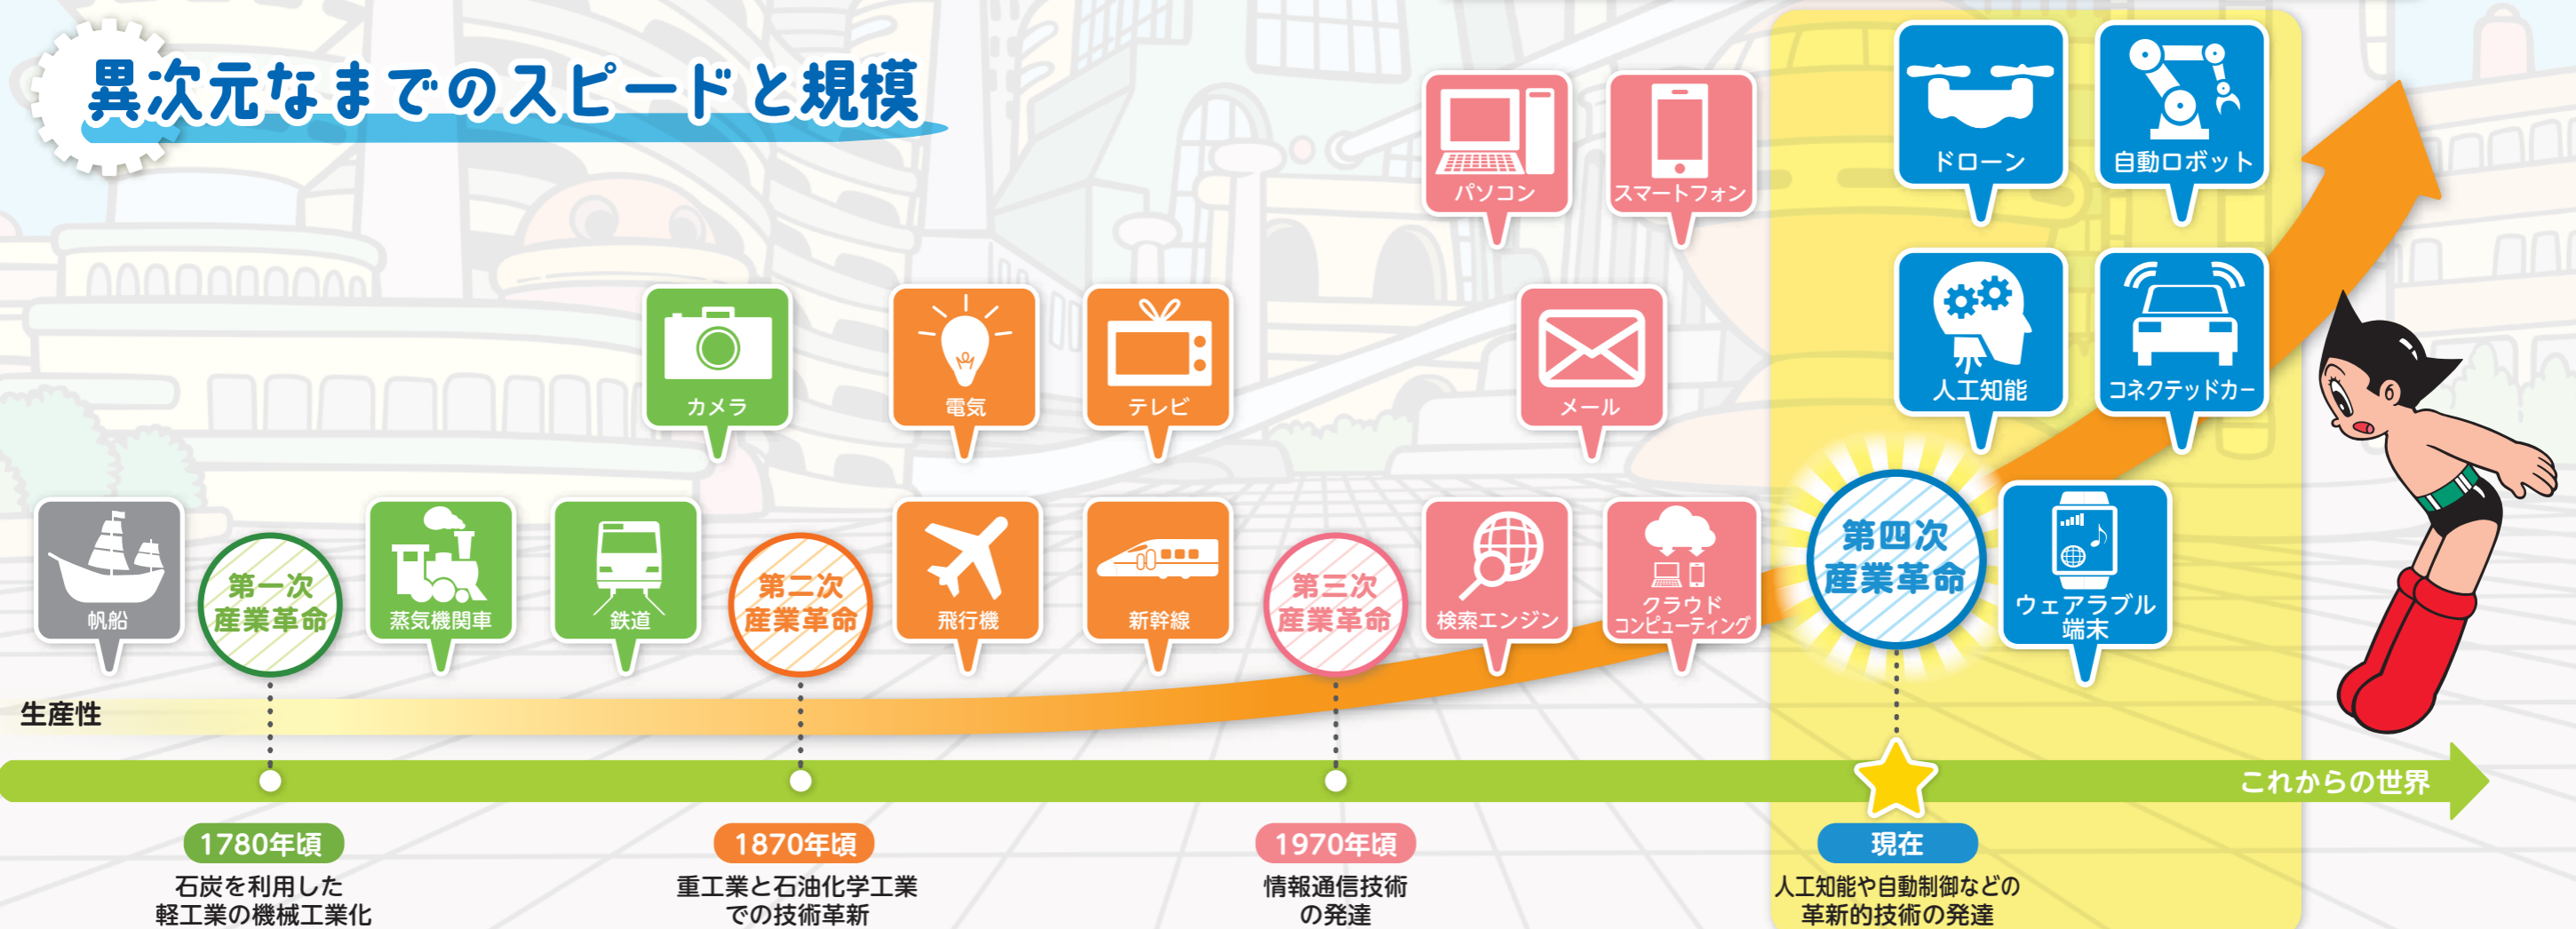 異次元なまでのスピードと規模
パソコン
スマートフォン
ドローン
自動ロボット
カメラ
電気
テレビ
メール
人工知能
コネクテッドカー
帆船
第一次
産業革命
蒸気機関車
鉄道
第二次
産業革命
飛行機
新幹線
第三次
産業革命
検索エンジン
クラウド
コンピューティング
第四次
産業革命
ウェアラブル
端末
生産性
これからの世界
1780年頃
石炭を利用した
軽工業の機械工業化
1870年頃
重工業と石油化学工業
での技術革新
1970年頃
情報通信技術
の発達
現在
人工知能や自動制御などの
革新的技術の発達